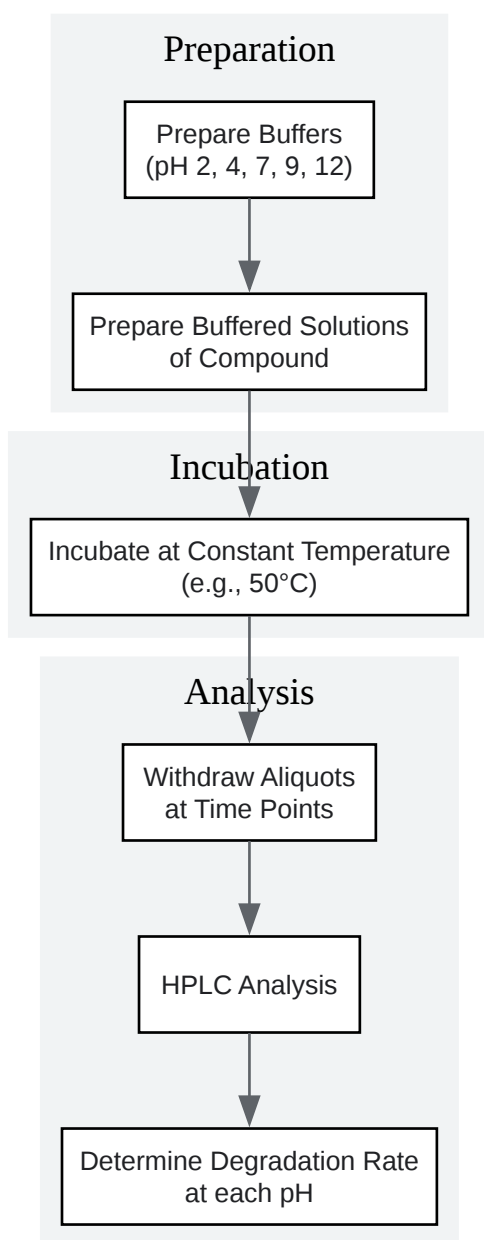 Preparation
Prepare Buffers
(pH 2, 4, 7, 9, 12)
Prepare Buffered Solutions
of Compound
Incubation
Incubate at Constant Temperature
(e.g., 50°C)
Analysis
Withdraw Aliquots
at Time Points
HPLC Analysis
Determine Degradation Rate
at each pH